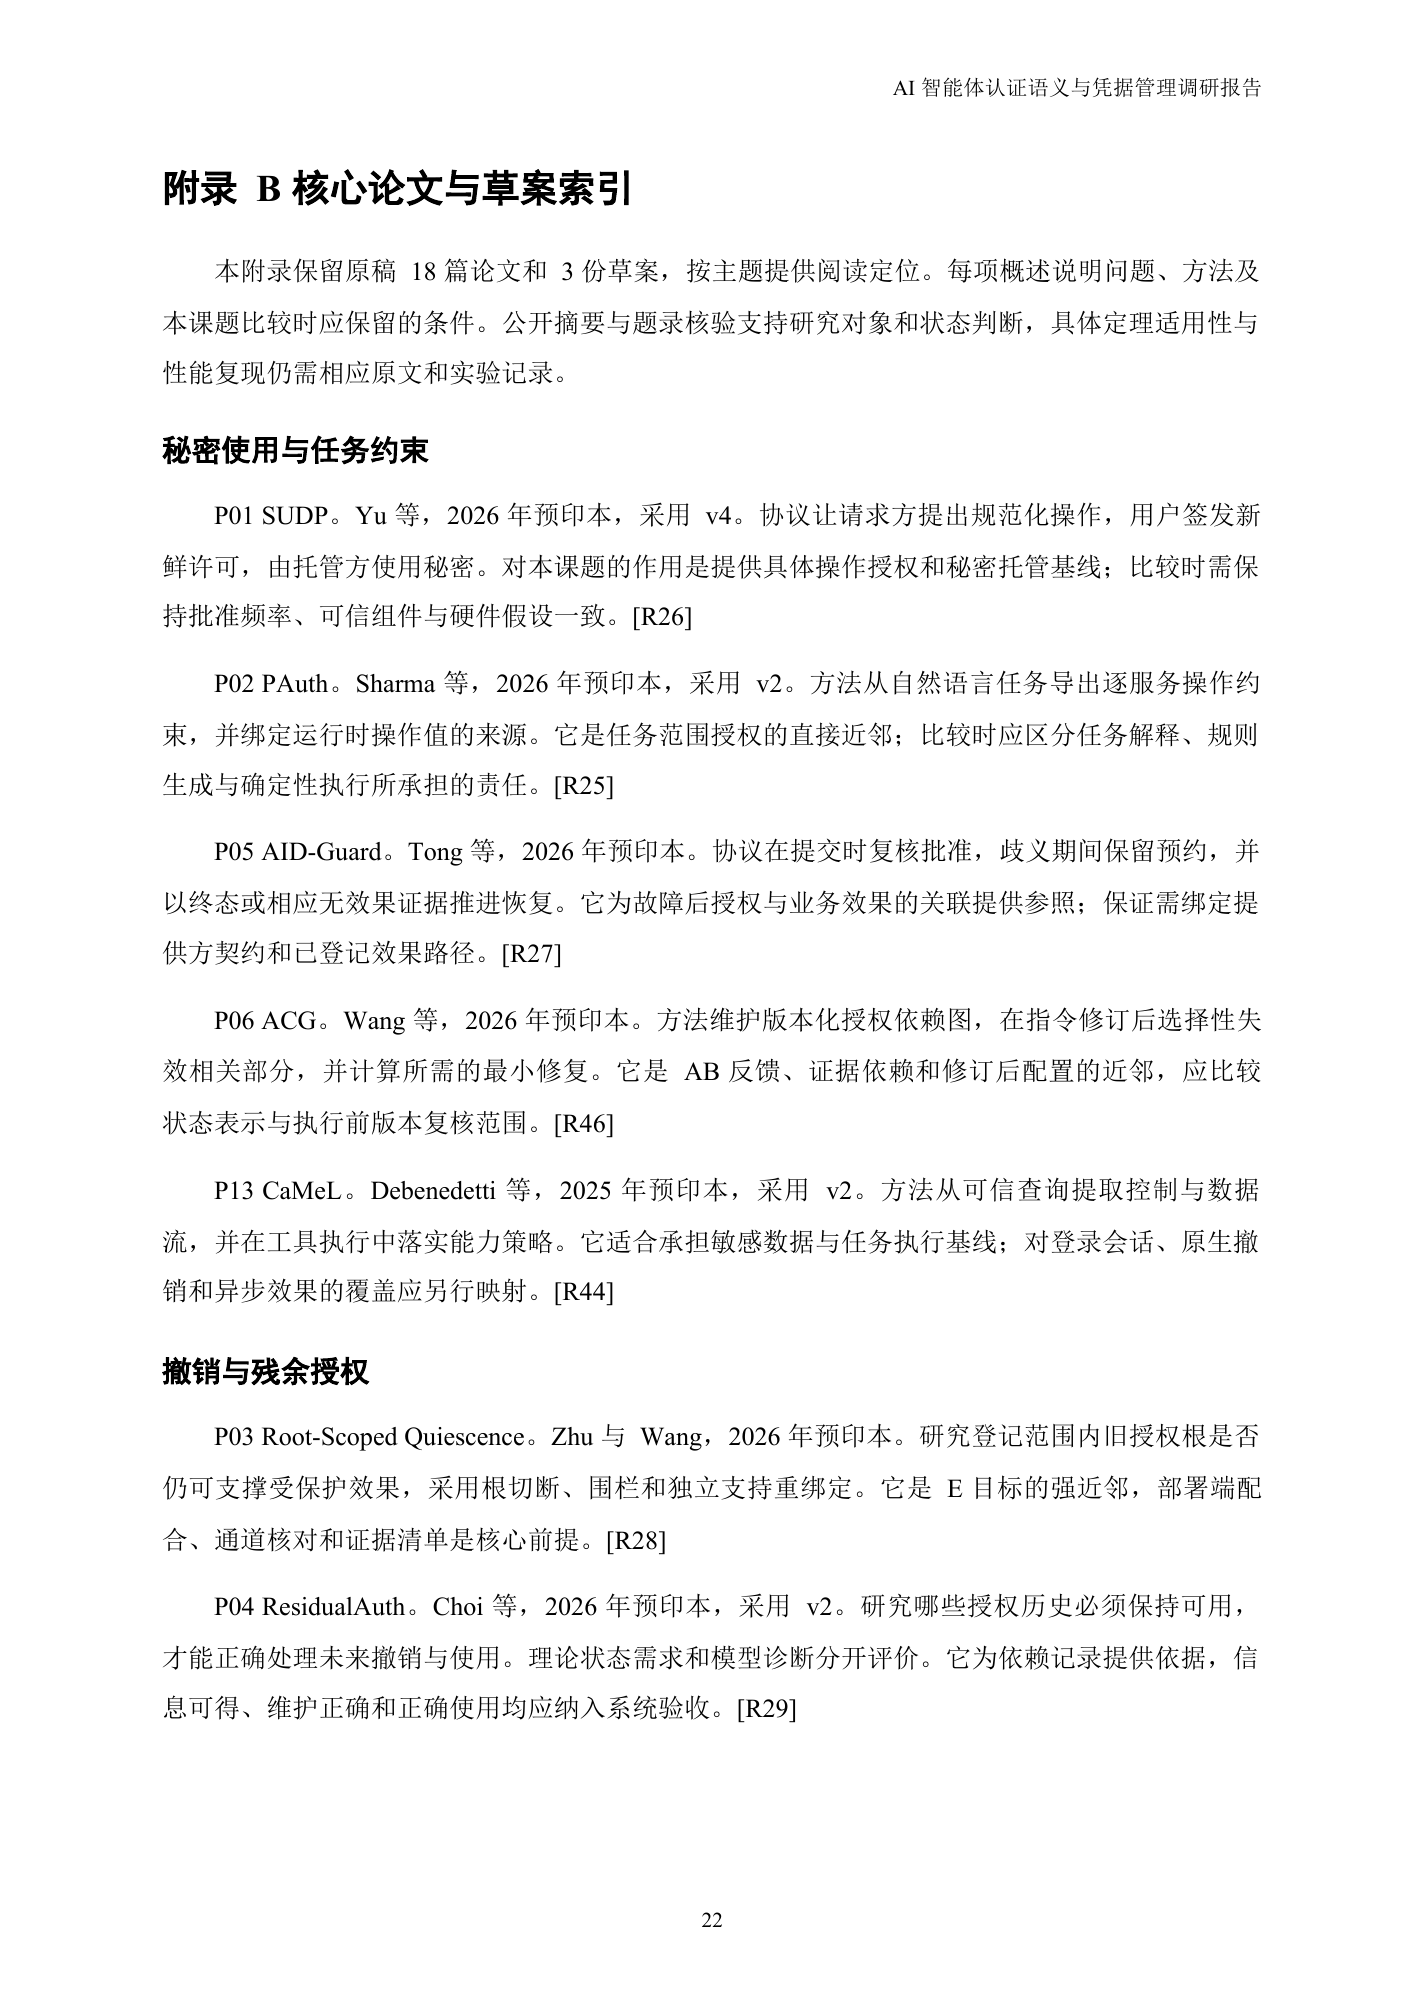 AI 智能体认证语义与凭据管理调研报告
附录 B 核心论文与草案索引
本附录保留原稿 18 篇论文和 3 份草案，按主题提供阅读定位。每项概述说明问题、方法及
本课题比较时应保留的条件。公开摘要与题录核验支持研究对象和状态判断，具体定理适用性与
性能复现仍需相应原文和实验记录。
秘密使用与任务约束
P01 SUDP。Yu 等，2026 年预印本，采用 v4。协议让请求方提出规范化操作，用户签发新
鲜许可，由托管方使用秘密。对本课题的作用是提供具体操作授权和秘密托管基线；比较时需保
持批准频率、可信组件与硬件假设一致。[R26]
P02 PAuth。Sharma 等，2026 年预印本，采用 v2。方法从自然语言任务导出逐服务操作约
束，并绑定运行时操作值的来源。它是任务范围授权的直接近邻；比较时应区分任务解释、规则
生成与确定性执行所承担的责任。[R25]
P05 AID-Guard。Tong 等，2026 年预印本。协议在提交时复核批准，歧义期间保留预约，并
以终态或相应无效果证据推进恢复。它为故障后授权与业务效果的关联提供参照；保证需绑定提
供方契约和已登记效果路径。[R27]
P06 ACG。Wang 等，2026 年预印本。方法维护版本化授权依赖图，在指令修订后选择性失
效相关部分，并计算所需的最小修复。它是 AB 反馈、证据依赖和修订后配置的近邻，应比较
状态表示与执行前版本复核范围。[R46]
P13 CaMeL。Debenedetti 等，2025 年预印本，采用 v2。方法从可信查询提取控制与数据
流，并在工具执行中落实能力策略。它适合承担敏感数据与任务执行基线；对登录会话、原生撤
销和异步效果的覆盖应另行映射。[R44]
撤销与残余授权
P03 Root-Scoped Quiescence。Zhu 与 Wang，2026 年预印本。研究登记范围内旧授权根是否
仍可支撑受保护效果，采用根切断、围栏和独立支持重绑定。它是 E 目标的强近邻，部署端配
合、通道核对和证据清单是核心前提。[R28]
P04 ResidualAuth。Choi 等，2026 年预印本，采用 v2。研究哪些授权历史必须保持可用，
才能正确处理未来撤销与使用。理论状态需求和模型诊断分开评价。它为依赖记录提供依据，信
息可得、维护正确和正确使用均应纳入系统验收。[R29]
22